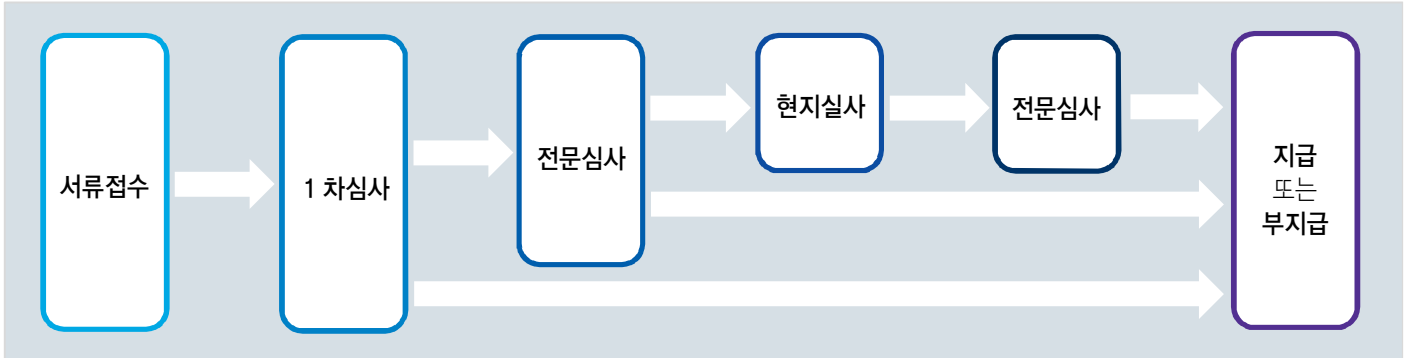 서류접수
1 차심사
전문심사
현지실사
전문심사
지급
또는
부지급